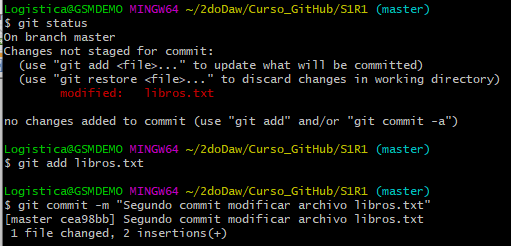 Logistica@GSMDEMO MINGW64 ~/2doDaw/Curso_GitHub/S1R1 (master)
$ git status
On branch master
Changes not staged for commit:
  (use "git add <file>..." to update what will be committed)
  (use "git restore <file>..." to discard changes in working directory)
        modified:   libros.txt

no changes added to commit (use "git add" and/or "git commit -a")

Logistica@GSMDEMO MINGW64 ~/2doDaw/Curso_GitHub/S1R1 (master)
$ git add libros.txt

Logistica@GSMDEMO MINGW64 ~/2doDaw/Curso_GitHub/S1R1 (master)
$ git commit -m "Segundo commit modificar archivo libros.txt"
[master cea98bb] Segundo commit modificar archivo libros.txt
 1 file changed, 2 insertions(+)